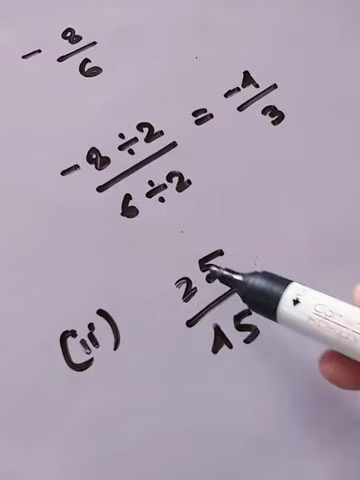 - 2/6
- 2÷2/6÷2 = -1/3
(ii) 25/15